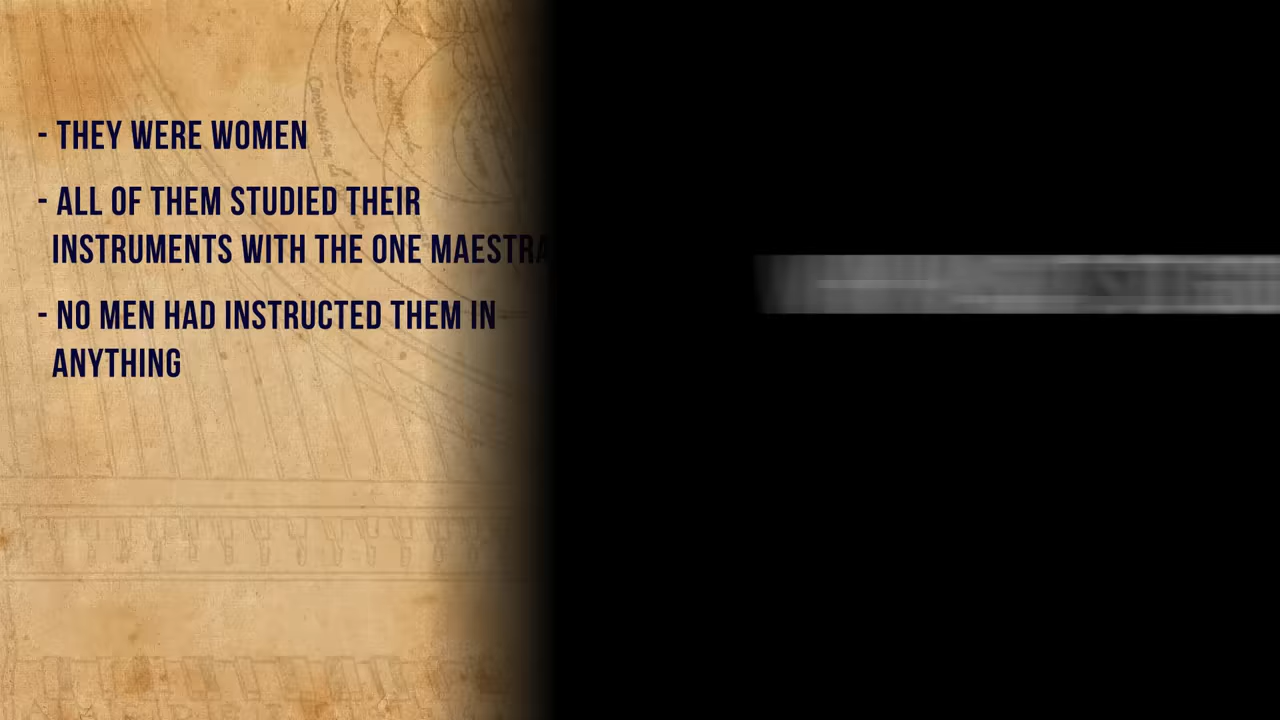 - THEY WERE WOMEN
- ALL OF THEM STUDIED THEIR
INSTRUMENTS WITH THE ONE MAESTRA
- NO MEN HAD INSTRUCTED THEM IN
ANYTHING